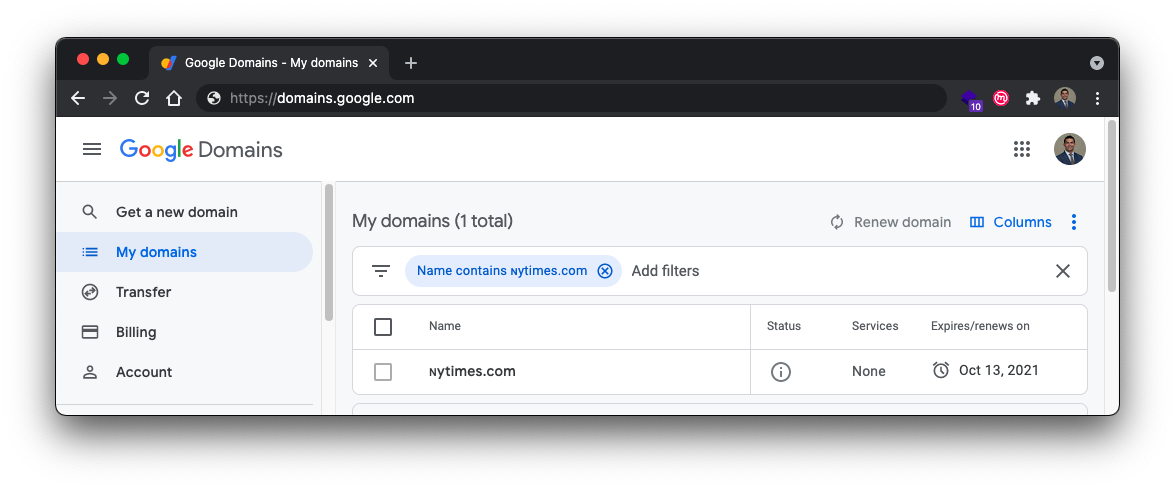 Google Domains - My domains
https://domains.google.com
10
Google Domains
Get a new domain
My domains
Transfer
Billing
Account
My domains (1 total)
Renew domain
Columns
Name contains ɴytimes.com
Add filters
Name Status Services Expires/renews on
ɴytimes.com None Oct 13, 2021